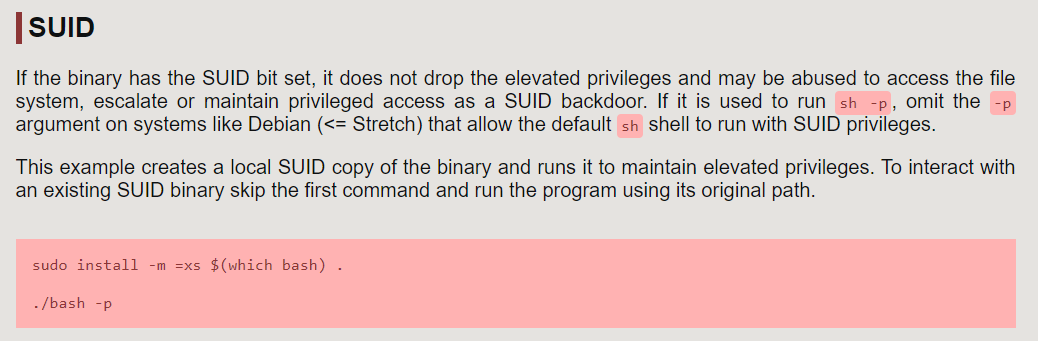 SUID
If the binary has the SUID bit set, it does not drop the elevated privileges and may be abused to access the file
system, escalate or maintain privileged access as a SUID backdoor. If it is used to run sh -p, omit the -p
argument on systems like Debian (<= Stretch) that allow the default sh shell to run with SUID privileges.
This example creates a local SUID copy of the binary and runs it to maintain elevated privileges. To interact with
an existing SUID binary skip the first command and run the program using its original path.
sudo install -m =xs $(which bash) .
./bash -p